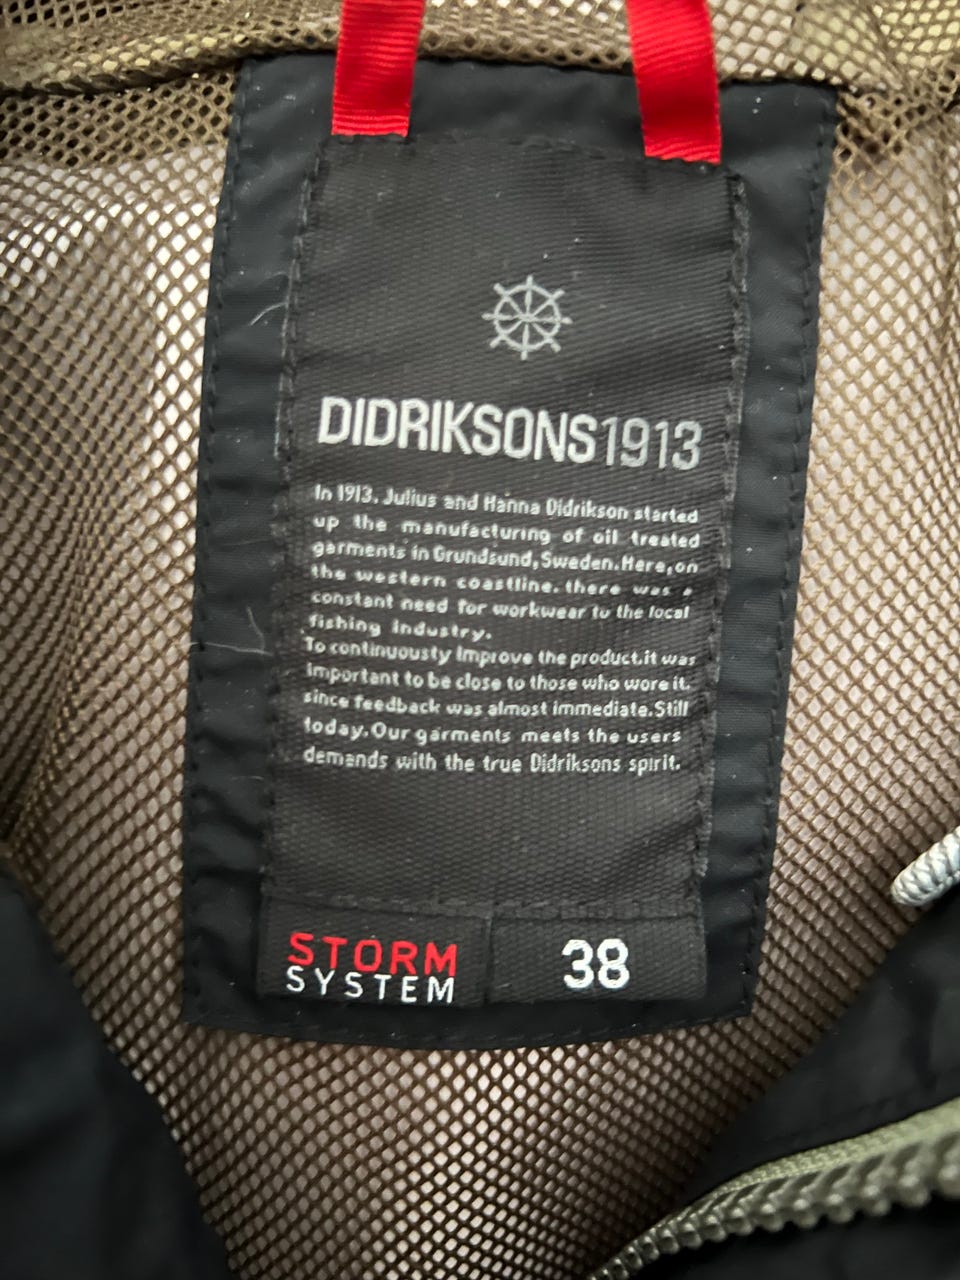 DIDRIKSONS1913
In 1913, Julius and Hanna Didrikson started
up the manufacturing of oil treated
garments in Grundsund, Sweden. Here, on
the western coastline, there was a
constant need for workwear to the local
fishing industry.
To continuously improve the product, it was
important to be close to those who wore it,
since feedback was almost immediate. Still
today, Our garments meets the users
demands with the true Didriksons spirit.
STORM
SYSTEM
38